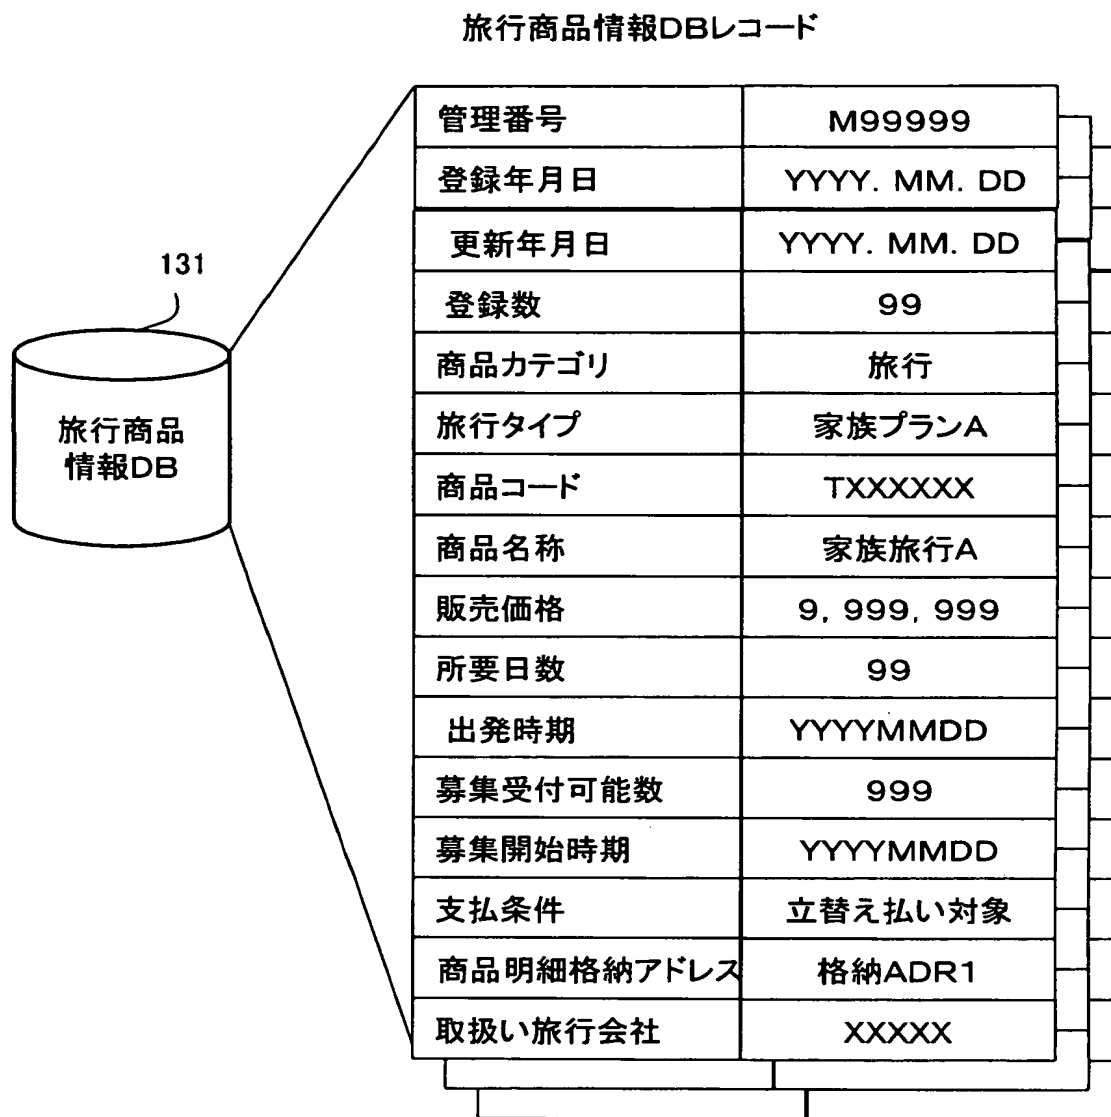 旅行商品情報DBレコード
131
旅行商品
情報DB
管理番号 M99999
登録年月日 YYYY. MM. DD
更新年月日 YYYY. MM. DD
登録数 99
商品カテゴリ 旅行
旅行タイプ 家族プランA
商品コード TXXXXXX
商品名称 家族旅行A
販売価格 9, 999, 999
所要日数 99
出発時期 YYYYMMDD
募集受付可能数 999
募集開始時期 YYYYMMDD
支払条件 立替え払い対象
商品明細格納アドレス 格納ADR1
取扱い旅行会社 XXXXX